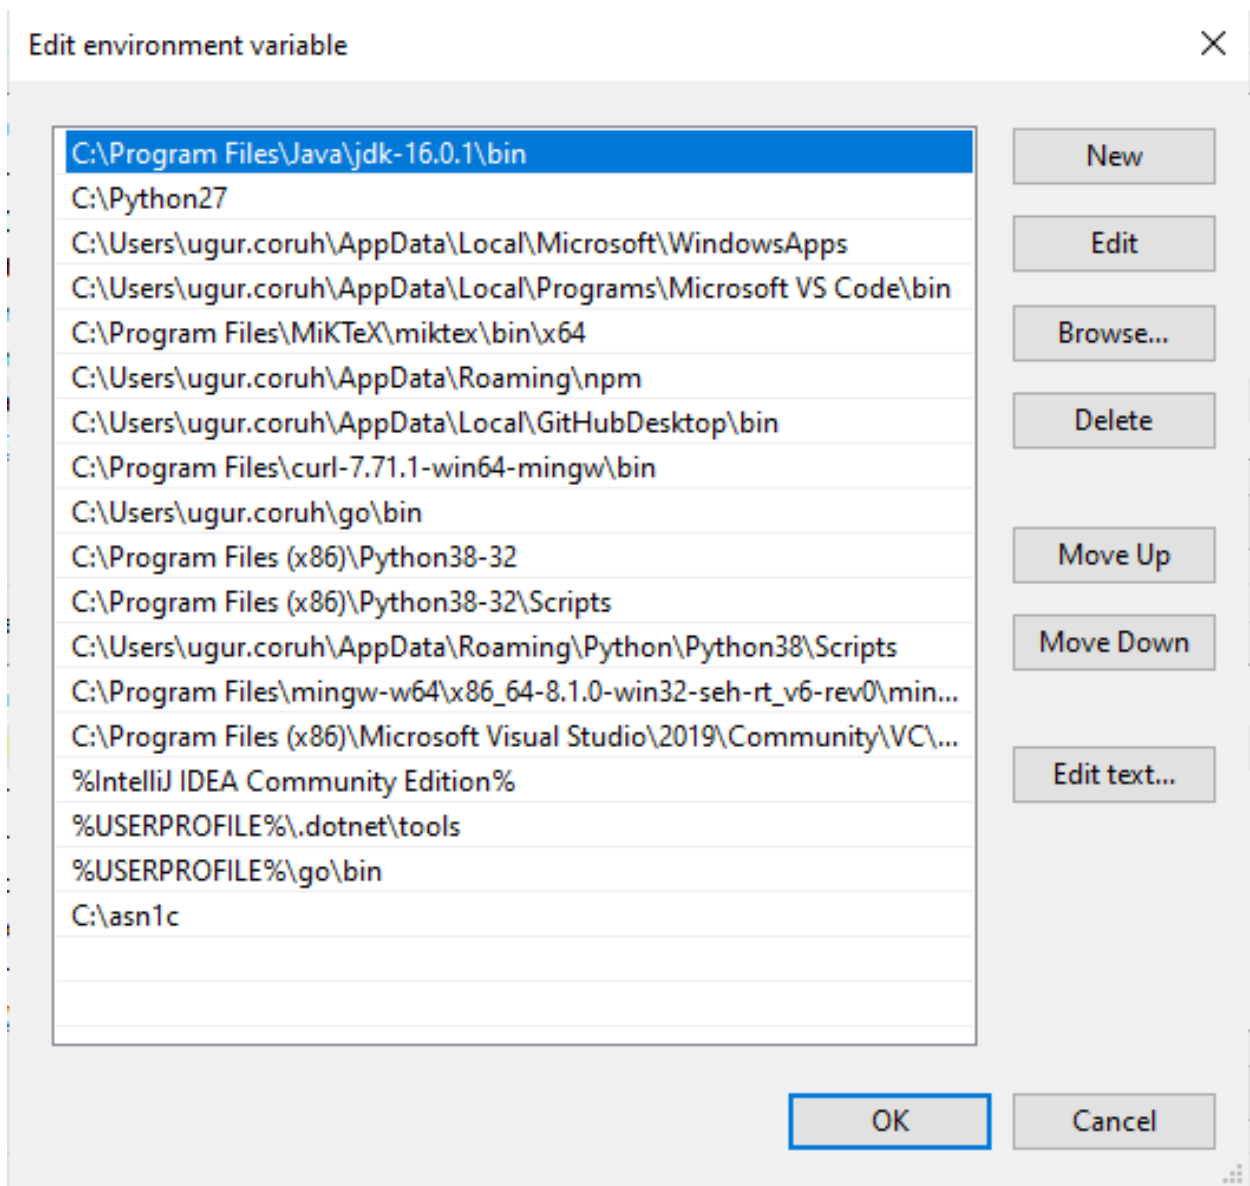 Edit environment variable
C:\Program Files\Java\jdk-16.0.1\bin
C:\Python27
C:\Users\ugur.coruh\AppData\Local\Microsoft\WindowsApps
C:\Users\ugur.coruh\AppData\Local\Programs\Microsoft VS Code\bin
C:\Program Files\MiKTeX\miktex\bin\x64
C:\Users\ugur.coruh\AppData\Roaming\npm
C:\Users\ugur.coruh\AppData\Local\GitHubDesktop\bin
C:\Program Files\curl-7.71.1-win64-mingw\bin
C:\Users\ugur.coruh\go\bin
C:\Program Files (x86)\Python38-32
C:\Program Files (x86)\Python38-32\Scripts
C:\Users\ugur.coruh\AppData\Roaming\Python\Python38\Scripts
C:\Program Files\mingw-w64\x86_64-8.1.0-win32-seh-rt_v6-rev0\min...
C:\Program Files (x86)\Microsoft Visual Studio\2019\Community\VC\...
%IntelliJ IDEA Community Edition%
%USERPROFILE%\.dotnet\tools
%USERPROFILE%\go\bin
C:\asn1c
New
Edit
Browse...
Delete
Move Up
Move Down
Edit text...
OK
Cancel